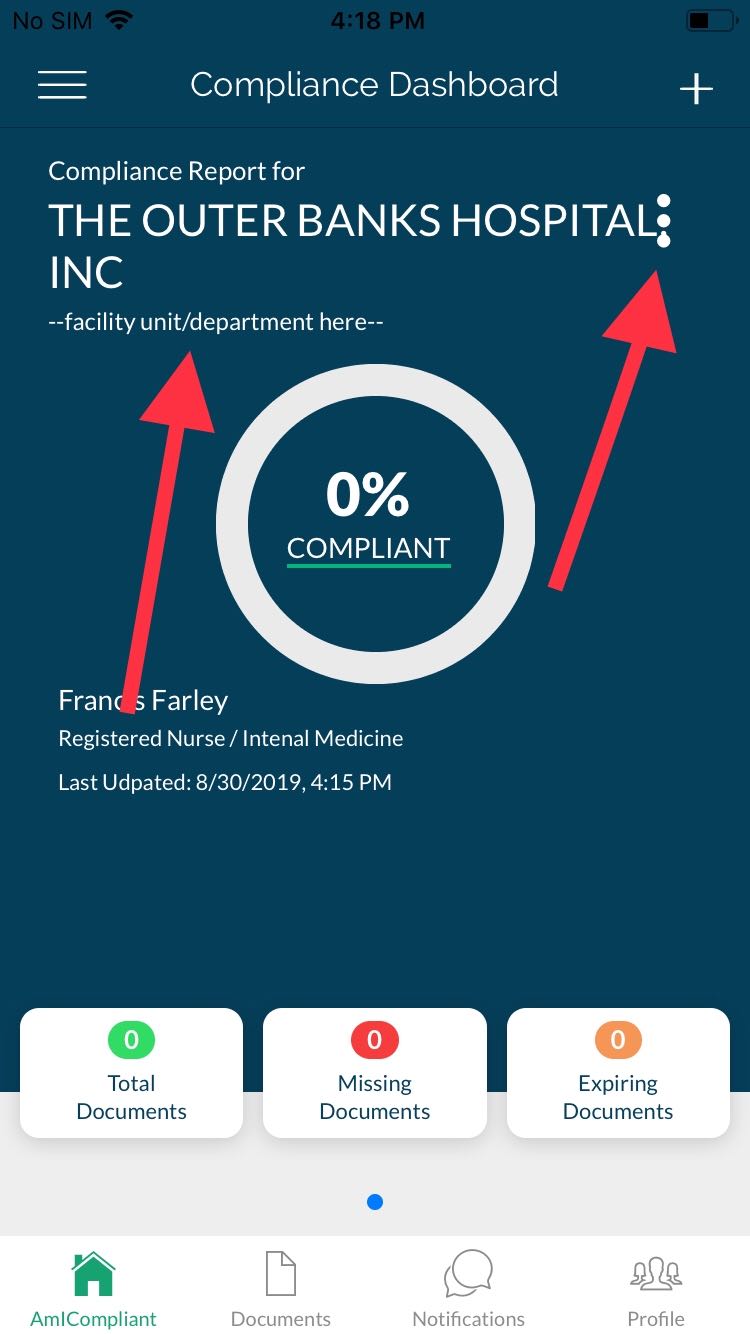 No SIM 4:18 PM
Compliance Dashboard
Compliance Report for
THE OUTER BANKS HOSPITAL,
INC
--facility unit/department here--
0%
COMPLIANT
Francis Farley
Registered Nurse / Intenal Medicine
Last Udpated: 8/30/2019, 4:15 PM
0 0 0
Total Missing Expiring
Documents Documents Documents
AmICompliant Documents Notifications Profile